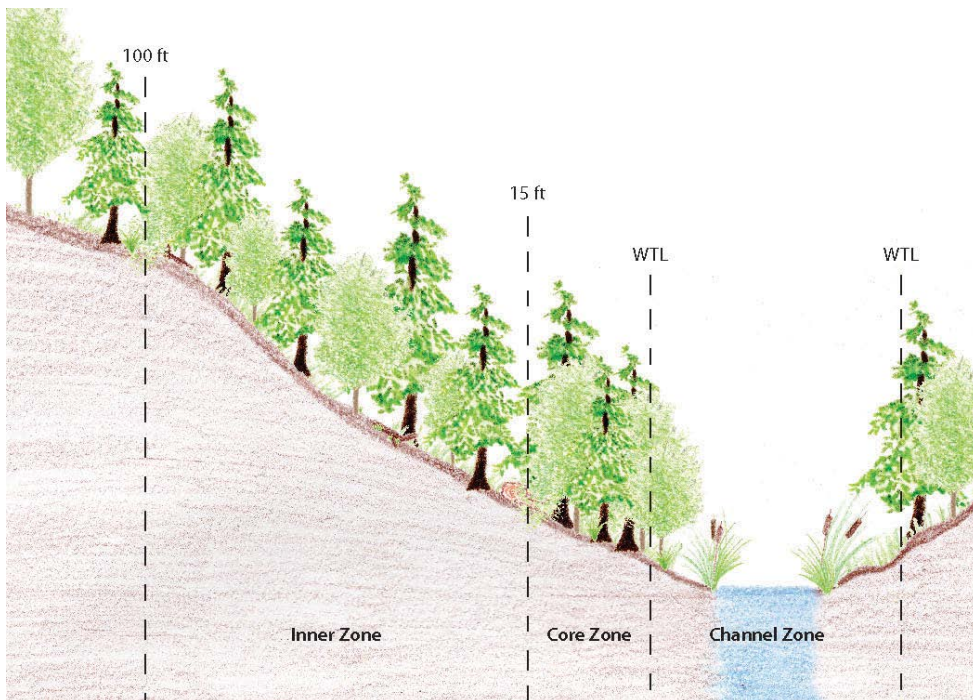 100 ft
15 ft
WTL
WTL
Inner Zone
Core Zone
Channel Zone